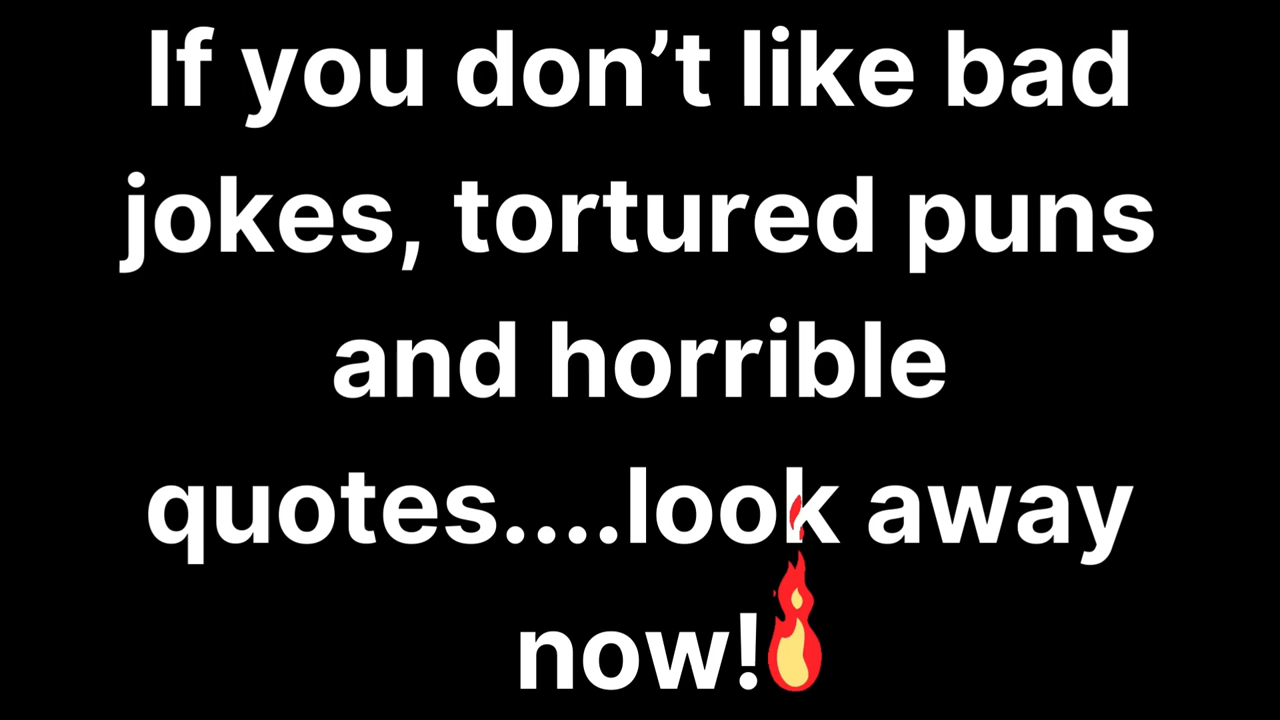 If you don’t like bad
jokes, tortured puns
and horrible
quotes....look away
now!